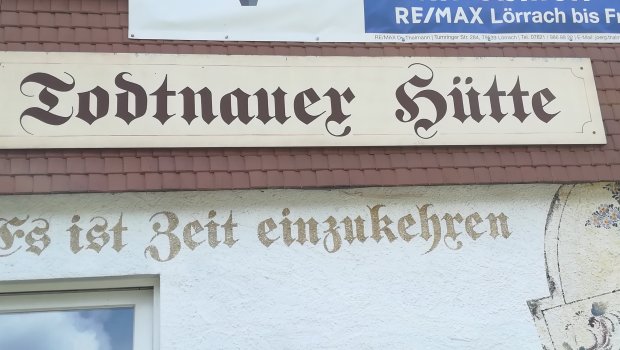 RE/MAX Lörrach bis
Todtnauer Hütte
Es ist Zeit einzukehren